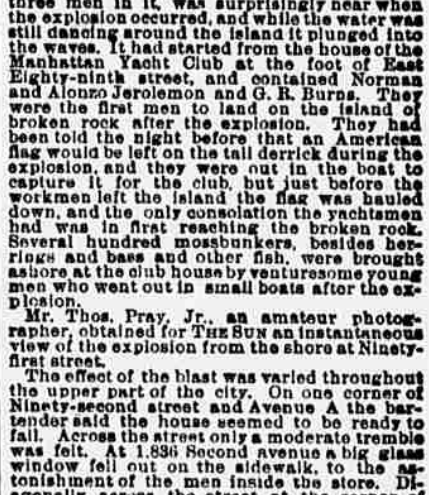 three men in it, was surprisingly near when
the explosion occurred, and while the water was
still dancing around the island it plunged into
the waves. It had started from the house of the
Manhattan Yacht Club at the foot of East
Eighty-ninth street, and contained Norman
and Alonzo Jerolemon and G. R. Burns. They
were the first men to land on the island of
broken rock after the explosion. They had
been told the night before that an American
flag would be left on the tall derrick during the
explosion, and they were out in the boat to
capture it for the club, but just before the
workmen left the island the flag was hauled
down, and the only consolation the yachtsmen
had was in first reaching the broken rock.
Several hundred mossbunkers, besides her-
rings and bass and other fish, were brought
ashore at the club house by venturesome young
men who went out in small boats after the ex-
plosion.
Mr. Thos. Pray, Jr., an amateur photog-
rapher, obtained for THE SUN an instantaneous
view of the explosion from the shore at Ninety-
first street.
The effect of the blast was varied throughout
the upper part of the city. On one corner of
Ninety-second street and Avenue A the bar-
tender said the house seemed to be ready to
fall. Across the street only a moderate tremble
was felt. At 1,836 Second avenue a big glass
window fell out on the sidewalk, to the as-
tonishment of the men inside the store. Di-
agonally across the street at the corner of